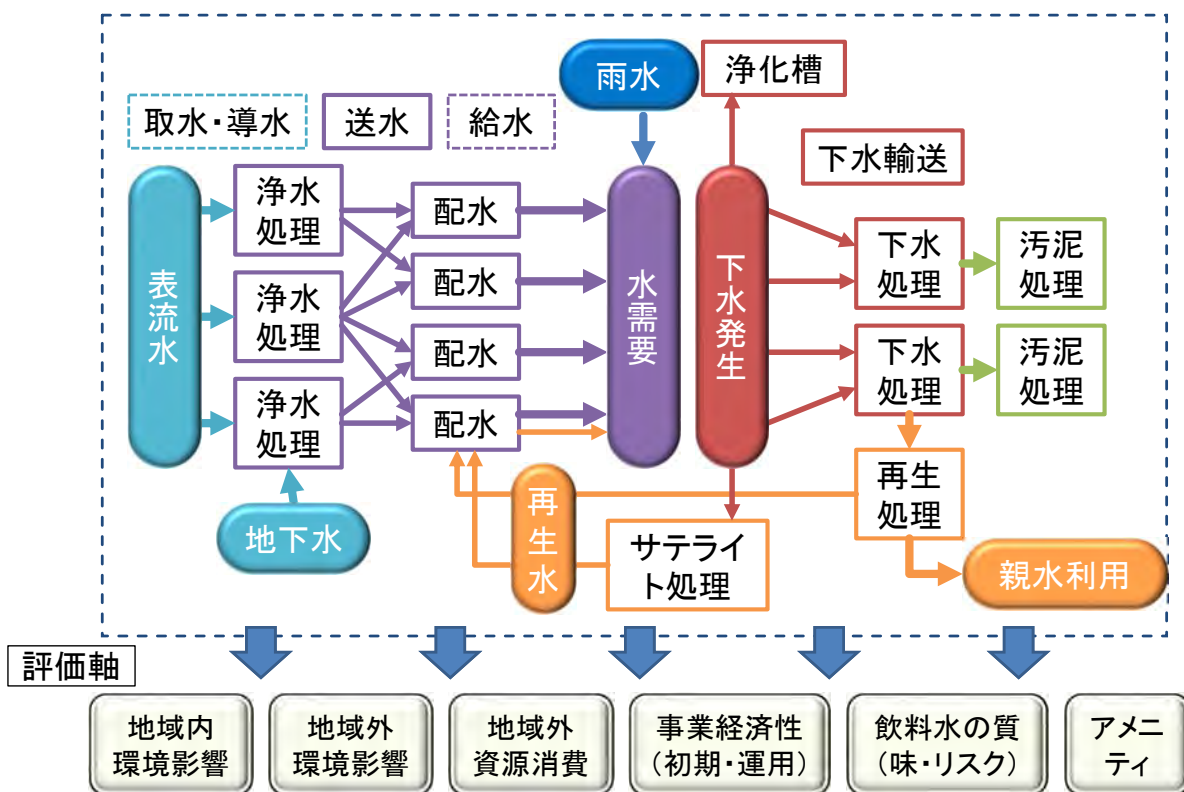 雨水
浄化槽
取水・導水
送水
給水
下水輸送
表流水
浄水
処理
浄水
処理
浄水
処理
配水
配水
配水
配水
水需要
下水発生
下水
処理
下水
処理
汚泥
処理
汚泥
処理
地下水
再生水
サテライ
ト処理
再生
処理
親水利用
評価軸
地域内
環境影響
地域外
環境影響
地域外
資源消費
事業経済性
(初期・運用)
飲料水の質
(味・リスク)
アメニ
ティ